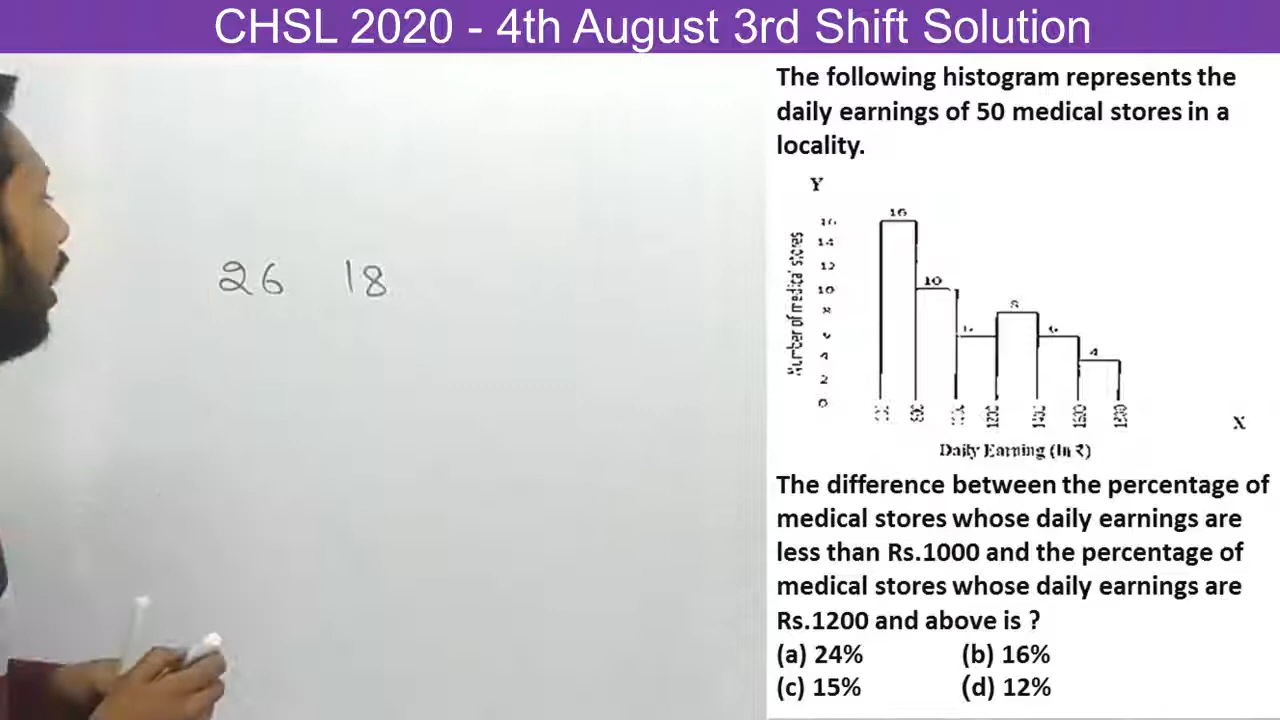 CHSL 2020 - 4th August 3rd Shift Solution
The following histogram represents the
daily earnings of 50 medical stores in a
locality.
26 18
Y
16
14
12
10
8
4
2
0
Number of medical stores
16
10
8
6
4
800
1200
1400
1600
1800
X
Daily Earning (In ₹)
The difference between the percentage of
medical stores whose daily earnings are
less than Rs.1000 and the percentage of
medical stores whose daily earnings are
Rs.1200 and above is ?
(a) 24% (b) 16%
(c) 15% (d) 12%